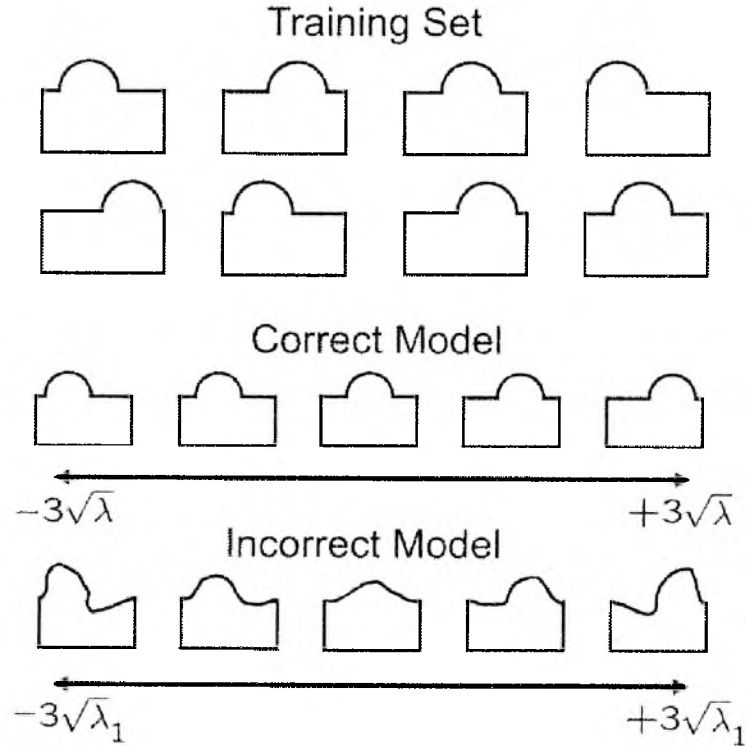 Training Set
Correct Model
−3√λ +3√λ
Incorrect Model
−3√λ₁ +3√λ₁